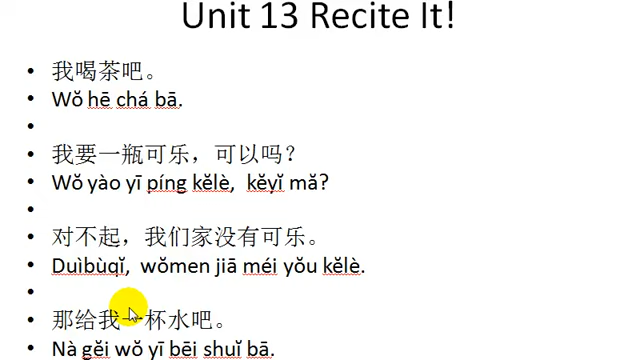 Unit 13 Recite It!
我喝茶吧。
Wǒ hē chá bā.
我要一瓶可乐，可以吗？
Wǒ yào yī píng kělè, kěyǐ mǎ?
对不起，我们家没有可乐。
Duìbùqǐ, wǒmen jiā méi yǒu kělè.
那给我一杯水吧。
Nà gěi wǒ yī bēi shuǐ bā.